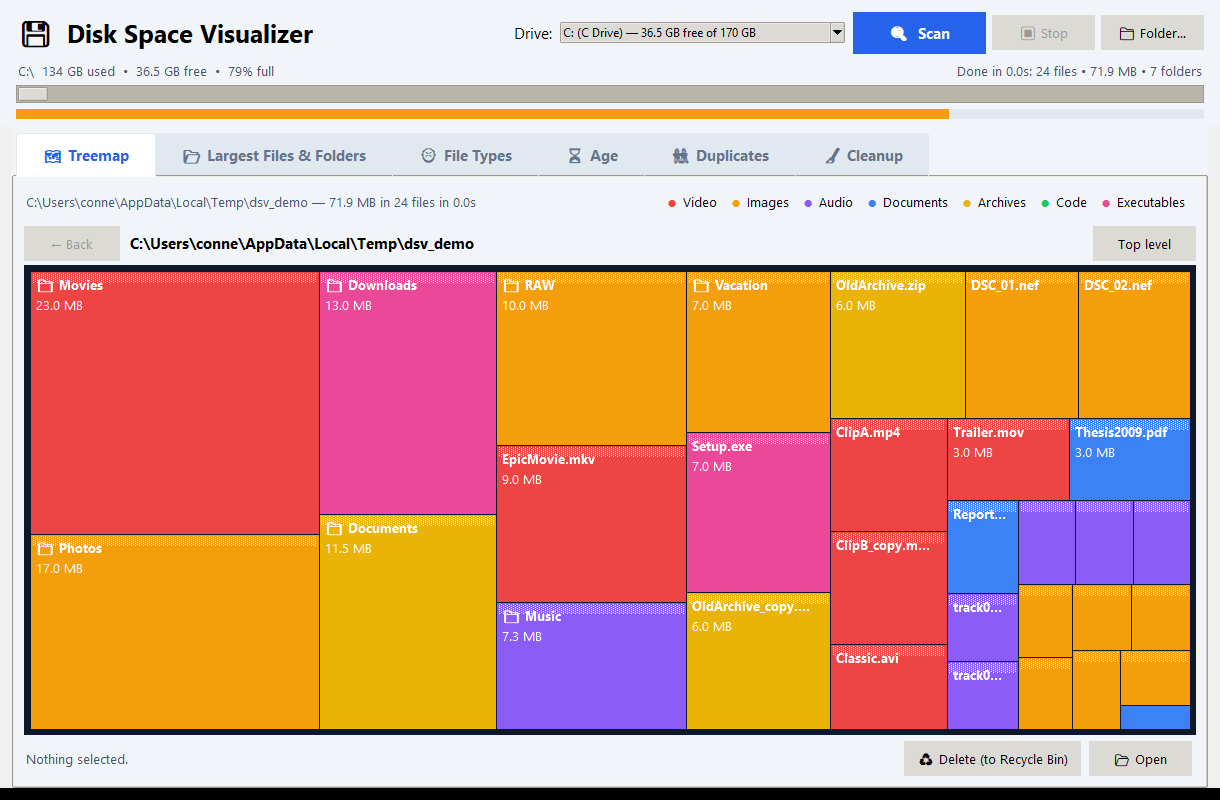 Disk Space Visualizer
Drive: C: (C Drive) — 36.5 GB free of 170 GB
Scan
Stop
Folder...
C:\ 134 GB used • 36.5 GB free • 79% full
Done in 0.0s: 24 files • 71.9 MB • 7 folders
Treemap
Largest Files & Folders
File Types
Age
Duplicates
Cleanup
C:\Users\conne\AppData\Local\Temp\dsv_demo — 71.9 MB in 24 files in 0.0s
● Video ● Images ● Audio ● Documents ● Archives ● Code ● Executables
← Back
C:\Users\conne\AppData\Local\Temp\dsv_demo
Top level
Movies
23.0 MB
Photos
17.0 MB
Downloads
13.0 MB
Documents
11.5 MB
RAW
10.0 MB
EpicMovie.mkv
9.0 MB
Music
7.3 MB
Vacation
7.0 MB
Setup.exe
7.0 MB
OldArchive_copy....
6.0 MB
OldArchive.zip
6.0 MB
DSC_01.nef
DSC_02.nef
ClipA.mp4
ClipB_copy.m...
Classic.avi
Trailer.mov
3.0 MB
Thesis2009.pdf
3.0 MB
Report...
track0...
track0...
Nothing selected.
Delete (to Recycle Bin)
Open